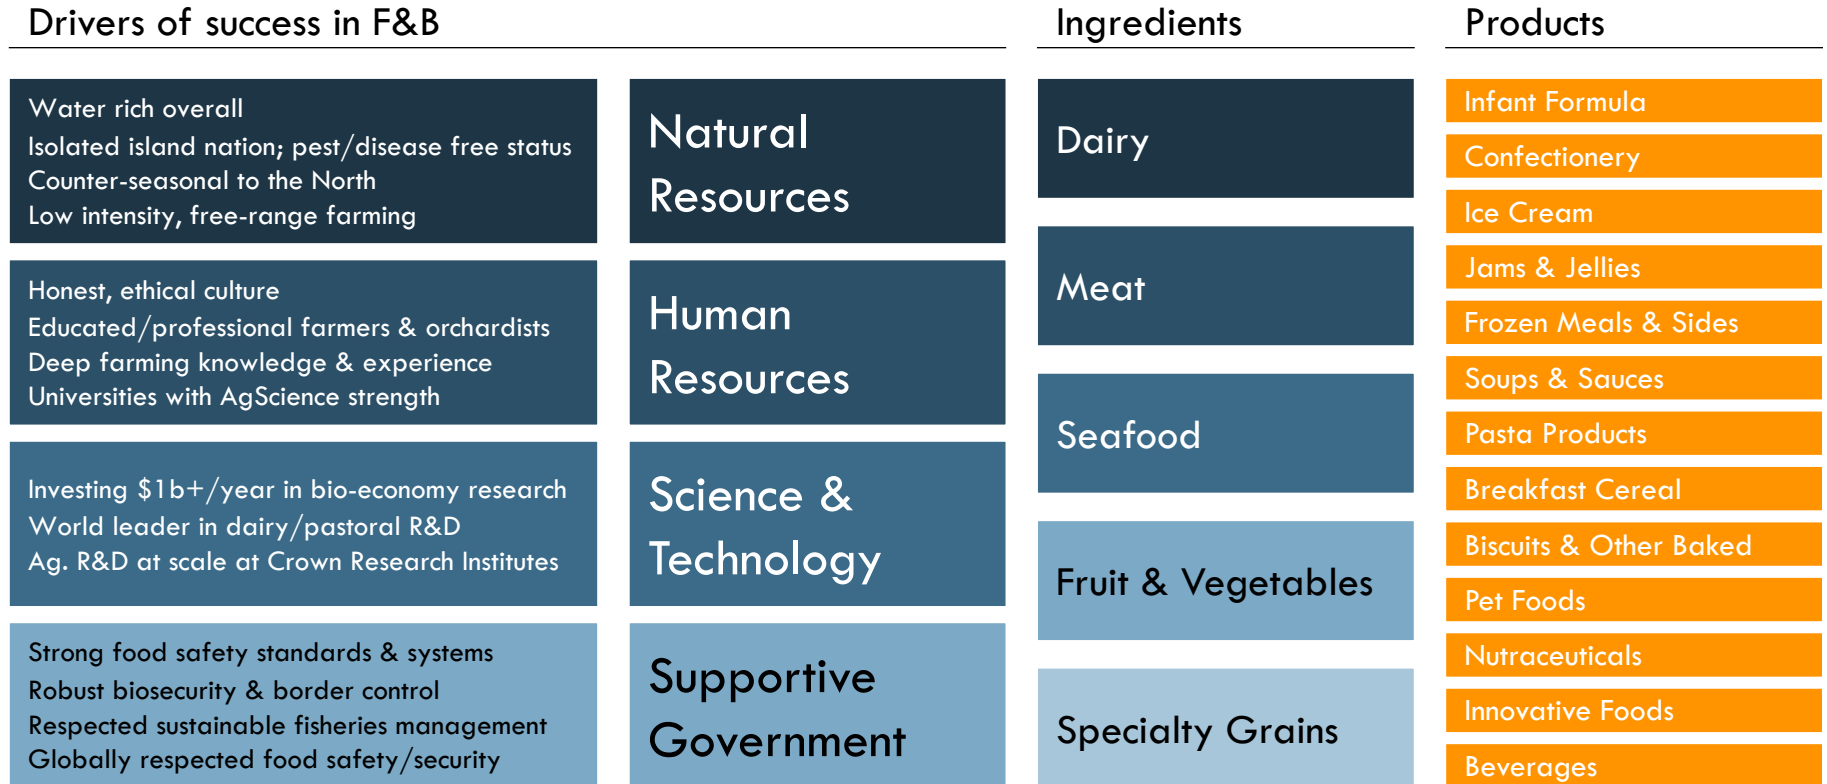 Drivers of success in F&B
Ingredients
Products
Water rich overall
Isolated island nation; pest/disease free status
Counter-seasonal to the North
Low intensity, free-range farming
Natural
Resources
Honest, ethical culture
Educated/professional farmers & orchardists
Deep farming knowledge & experience
Universities with AgScience strength
Human
Resources
Investing $1b+/year in bio-economy research
World leader in dairy/pastoral R&D
Ag. R&D at scale at Crown Research Institutes
Science &
Technology
Strong food safety standards & systems
Robust biosecurity & border control
Respected sustainable fisheries management
Globally respected food safety/security
Supportive
Government
Dairy
Meat
Seafood
Fruit & Vegetables
Specialty Grains
Infant Formula
Confectionery
Ice Cream
Jams & Jellies
Frozen Meals & Sides
Soups & Sauces
Pasta Products
Breakfast Cereal
Biscuits & Other Baked
Pet Foods
Nutraceuticals
Innovative Foods
Beverages